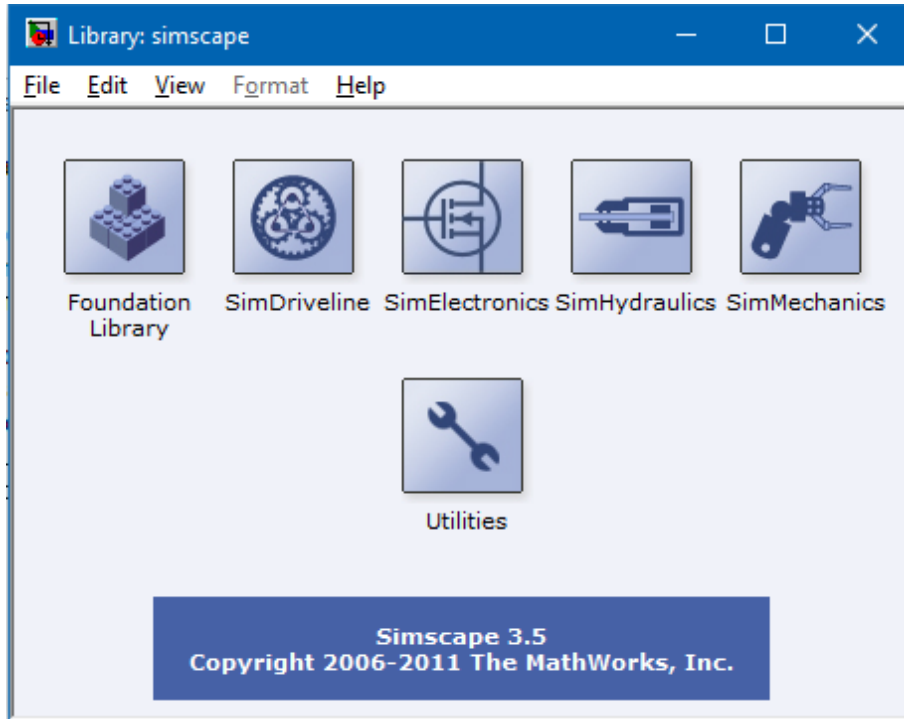 Library: simscape
File Edit View Format Help
Foundation
Library
SimDriveline
SimElectronics
SimHydraulics
SimMechanics
Utilities
Simscape 3.5
Copyright 2006-2011 The MathWorks, Inc.